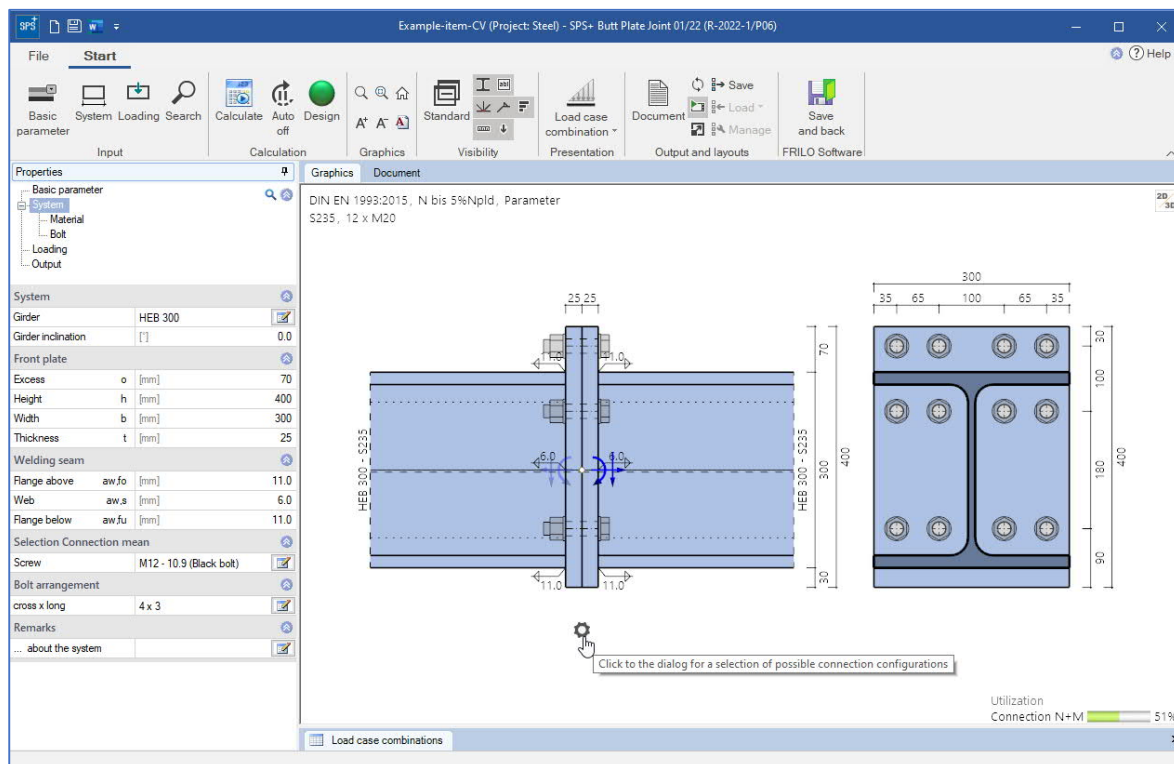 SPS+
Example-item-CV (Project: Steel) - SPS+ Butt Plate Joint 01/22 (R-2022-1/P06)
File Start
Help
Basic parameter
System
Loading
Search
Input
Calculate
Auto off
Design
Calculation
A+ A- A
Graphics
Standard
Visibility
Load case combination
Presentation
Document
Save
Load
Manage
Output and layouts
Save and back
FRILO Software
Properties
Basic parameter
System
Material
Bolt
Loading
Output
System
Girder HEB 300
Girder inclination [°] 0.0
Front plate
Excess o [mm] 70
Height h [mm] 400
Width b [mm] 300
Thickness t [mm] 25
Welding seam
Flange above aw,fo [mm] 11.0
Web aw,s [mm] 6.0
Flange below aw,fu [mm] 11.0
Selection Connection mean
Screw M12 - 10.9 (Black bolt)
Bolt arrangement
cross x long 4 x 3
Remarks
... about the system
Graphics Document
DIN EN 1993:2015, N bis 5%Npld, Parameter
S235, 12 x M20
2D/
3D
25 25
11.0 11.0
6.0 6.0
11.0 11.0
HEB 300 - S235
HEB 300 - S235
70
300
30
400
300
35 65 100 65 35
30
100
180
90
400
Click to the dialog for a selection of possible connection configurations
Utilization
Connection N+M 51%
Load case combinations